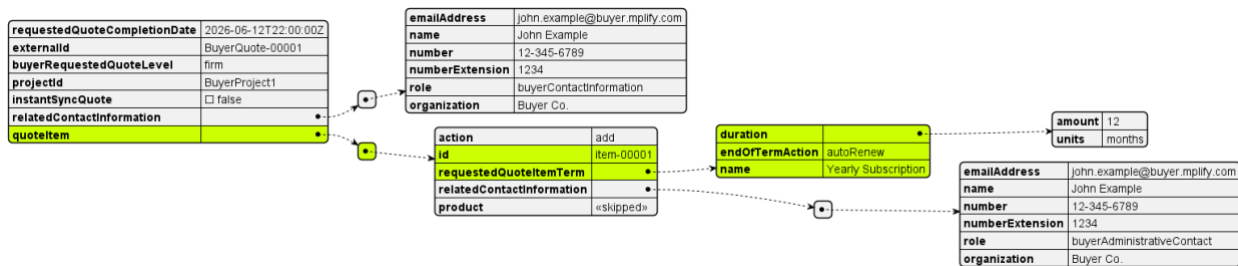 requestedQuoteCompletionDate 2026-06-12T22:00:00Z
externalId BuyerQuote-00001
buyerRequestedQuoteLevel firm
projectId BuyerProject1
instantSyncQuote ☐ false
relatedContactInformation
quoteItem
emailAddress john.example@buyer.mplify.com
name John Example
number 12-345-6789
numberExtension 1234
role buyerContactInformation
organization Buyer Co.
action add
id item-00001
requestedQuoteItemTerm
relatedContactInformation
product «skipped»
duration
endOfTermAction autoRenew
name Yearly Subscription
amount 12
units months
emailAddress john.example@buyer.mplify.com
name John Example
number 12-345-6789
numberExtension 1234
role buyerAdministrativeContact
organization Buyer Co.